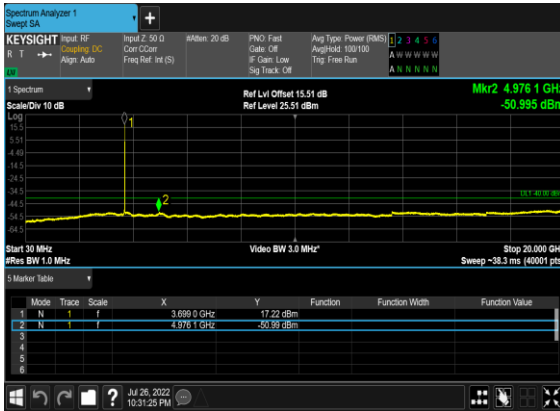 Spectrum Analyzer 1
Swept SA
+
KEYSIGHT Input: RF Input Z: 50 Ω #Atten: 20 dB PNO: Fast Avg Type: Power (RMS) 1 2 3 4 5 6
R T Coupling: DC Corr CCorr Gate: Off Avg|Hold: 100/100 A W W W W W
Align: Auto Freq Ref: Int (S) IF Gain: Low Trig: Free Run
LXI Sig Track: Off A N N N N N
1 Spectrum Ref Lvl Offset 15.51 dB Mkr2 4.976 1 GHz
Scale/Div 10 dB Ref Level 25.51 dBm -50.995 dBm
Log
15.5
5.51
-4.49
-14.5
-24.5
-34.5
-44.5
-54.5
-64.5
1
2
DL1 -40.00 dBm
Start 30 MHz Video BW 3.0 MHz* Stop 20.000 GHz
#Res BW 1.0 MHz Sweep ~38.3 ms (40001 pts)
5 Marker Table
Mode Trace Scale X Y Function Function Width Function Value
1 N 1 f 3.699 0 GHz 17.22 dBm
2 N 1 f 4.976 1 GHz -50.99 dBm
3
4
5
6
? Jul 26, 2022
10:31:25 PM